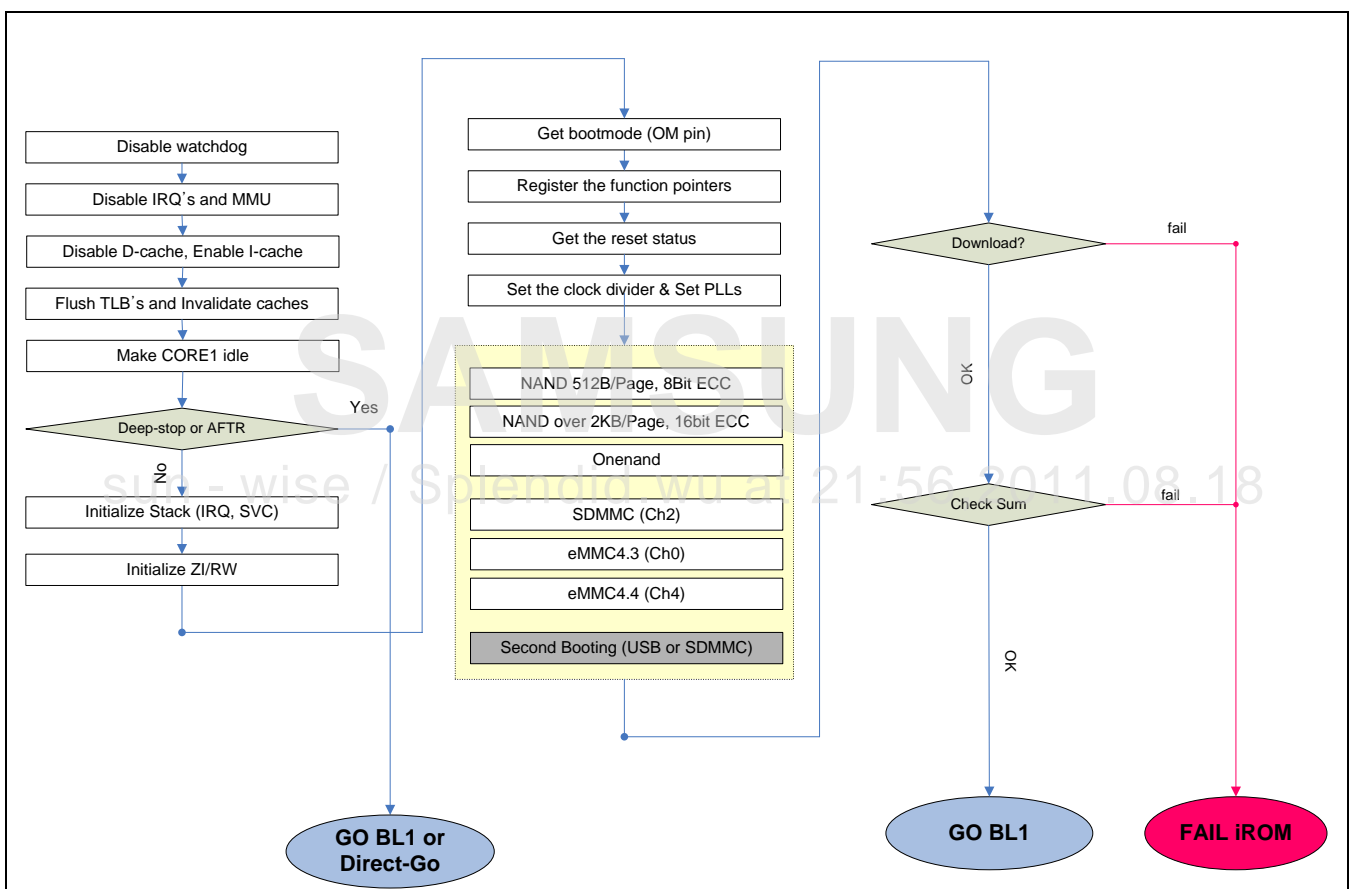 Disable watchdog
Disable IRQ's and MMU
Disable D-cache, Enable I-cache
Flush TLB's and Invalidate caches
Make CORE1 idle
Deep-stop or AFTR
Yes
No
Initialize Stack (IRQ, SVC)
Initialize ZI/RW
GO BL1 or
Direct-Go
Get bootmode (OM pin)
Register the function pointers
Get the reset status
Set the clock divider & Set PLLs
NAND 512B/Page, 8Bit ECC
NAND over 2KB/Page, 16bit ECC
Onenand
SDMMC (Ch2)
eMMC4.3 (Ch0)
eMMC4.4 (Ch4)
Second Booting (USB or SDMMC)
Download?
fail
OK
Check Sum
fail
OK
GO BL1
FAIL iROM
SAMSUNG
sun - wise / Splendid.wu at 21:56,2011.08.18